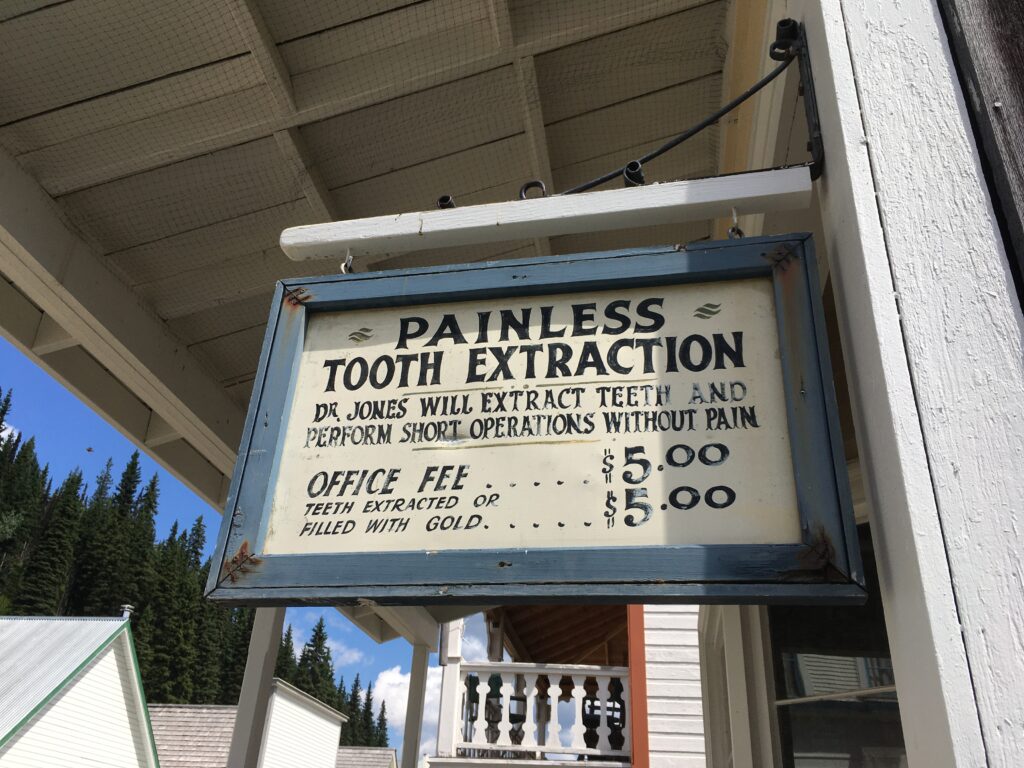 PAINLESS
TOOTH EXTRACTION
DR. JONES WILL EXTRACT TEETH AND
PERFORM SHORT OPERATIONS WITHOUT PAIN
OFFICE FEE . . . . . . $5.00
TEETH EXTRACTED OR
FILLED WITH GOLD. . . . . . $5.00